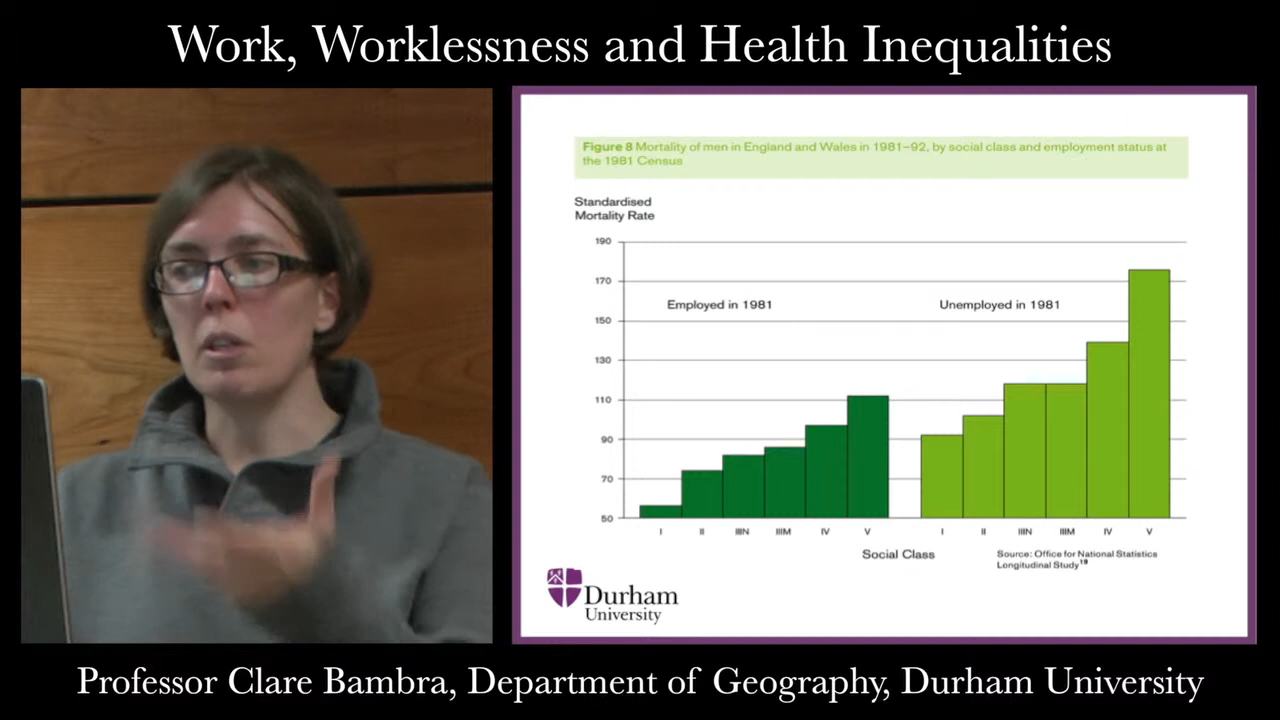 Work, Worklessness and Health Inequalities
Figure 8 Mortality of men in England and Wales in 1981–92, by social class and employment status at
the 1981 Census
Standardised
Mortality Rate
190
170
150
130
110
90
70
50
Employed in 1981
Unemployed in 1981
I II IIIN IIIM IV V I II IIIN IIIM IV V
Social Class
Source: Office for National Statistics
Longitudinal Study¹⁹
Durham
University
Professor Clare Bambra, Department of Geography, Durham University